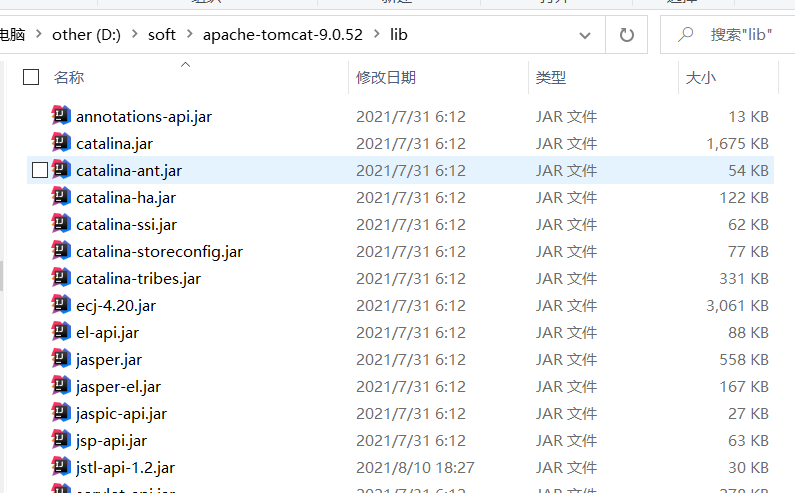 电脑 > other (D:) > soft > apache-tomcat-9.0.52 > lib
搜索"lib"
名称 修改日期 类型 大小
annotations-api.jar 2021/7/31 6:12 JAR 文件 13 KB
catalina.jar 2021/7/31 6:12 JAR 文件 1,675 KB
catalina-ant.jar 2021/7/31 6:12 JAR 文件 54 KB
catalina-ha.jar 2021/7/31 6:12 JAR 文件 122 KB
catalina-ssi.jar 2021/7/31 6:12 JAR 文件 62 KB
catalina-storeconfig.jar 2021/7/31 6:12 JAR 文件 77 KB
catalina-tribes.jar 2021/7/31 6:12 JAR 文件 331 KB
ecj-4.20.jar 2021/7/31 6:12 JAR 文件 3,061 KB
el-api.jar 2021/7/31 6:12 JAR 文件 88 KB
jasper.jar 2021/7/31 6:12 JAR 文件 558 KB
jasper-el.jar 2021/7/31 6:12 JAR 文件 167 KB
jaspic-api.jar 2021/7/31 6:12 JAR 文件 27 KB
jsp-api.jar 2021/7/31 6:12 JAR 文件 63 KB
jstl-api-1.2.jar 2021/8/10 18:27 JAR 文件 30 KB
servlet-api.jar 2021/7/31 6:12 JAR 文件 278 KB